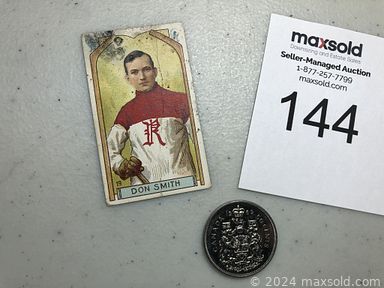 maxsold
Downsizing and Estate Sales
Seller-Managed Auction
1-877-257-7799
maxsold.com
144
R
19
DON SMITH
CANADA
© 2024 maxsold.com